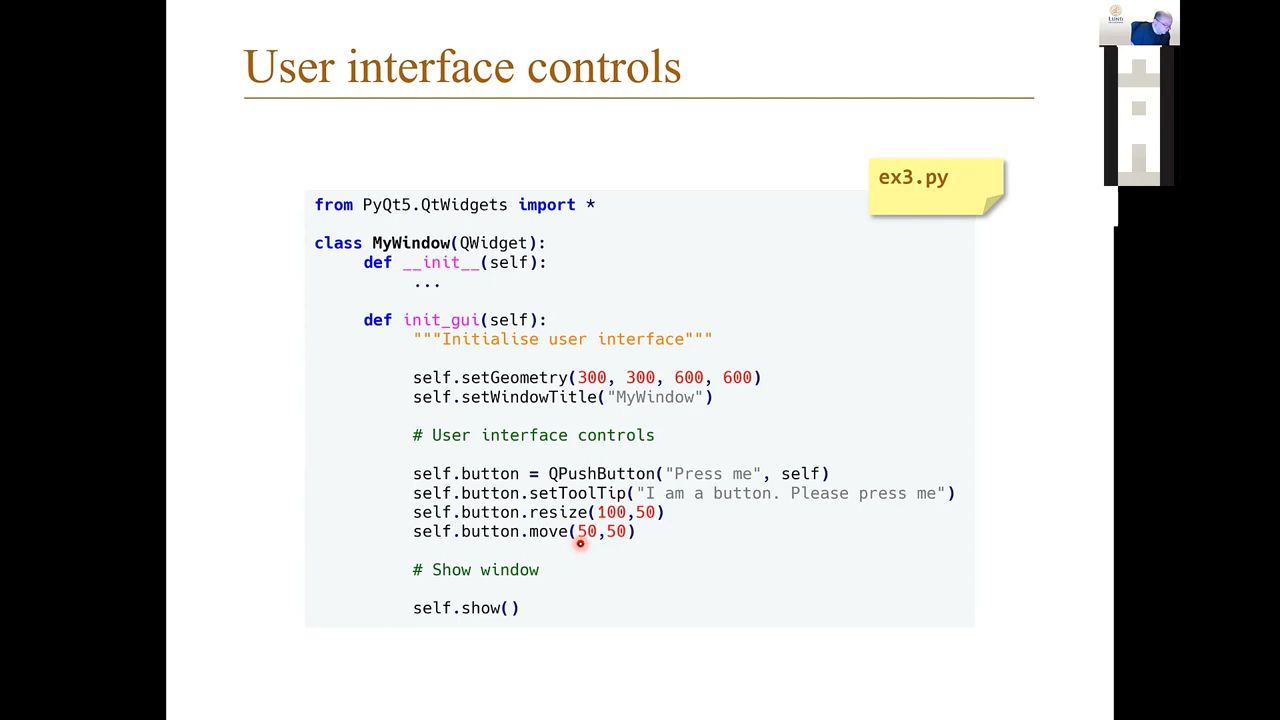 User interface controls
LUND
ex3.py
from PyQt5.QtWidgets import *
class MyWindow(QWidget):
def __init__(self):
...
def init_gui(self):
"""Initialise user interface"""
self.setGeometry(300, 300, 600, 600)
self.setWindowTitle("MyWindow")
# User interface controls
self.button = QPushButton("Press me", self)
self.button.setToolTip("I am a button. Please press me")
self.button.resize(100,50)
self.button.move(50,50)
# Show window
self.show()